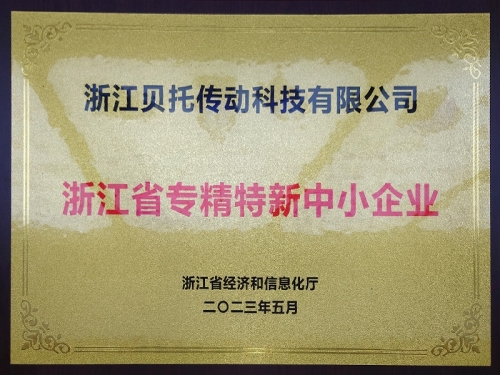 浙江贝托传动科技有限公司
浙江省专精特新中小企业
浙江省经济和信息化厅
二〇二三年五月